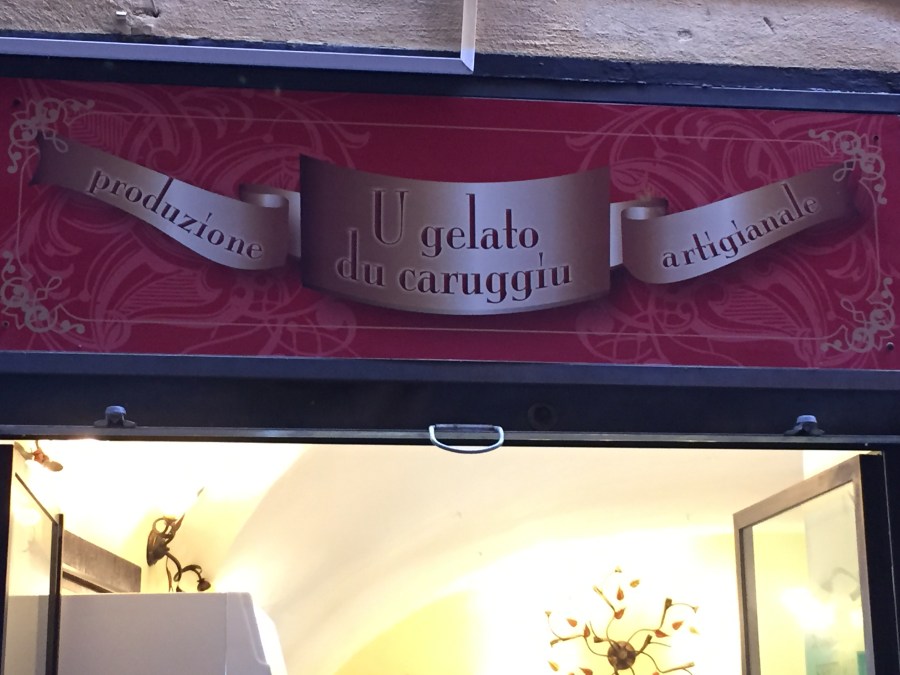 produzione
U gelato
du caruggiu
artigianale